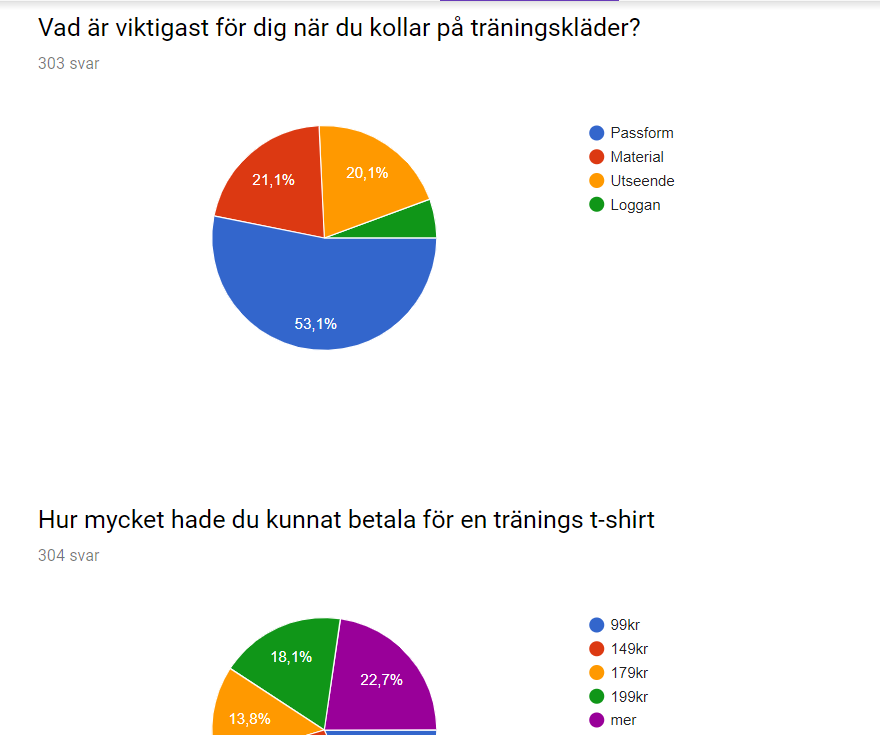 Vad är viktigast för dig när du kollar på träningskläder?
303 svar
Passform
Material
Utseende
Loggan
21,1%
20,1%
53,1%
Hur mycket hade du kunnat betala för en tränings t-shirt
304 svar
99kr
149kr
179kr
199kr
mer
18,1%
22,7%
13,8%